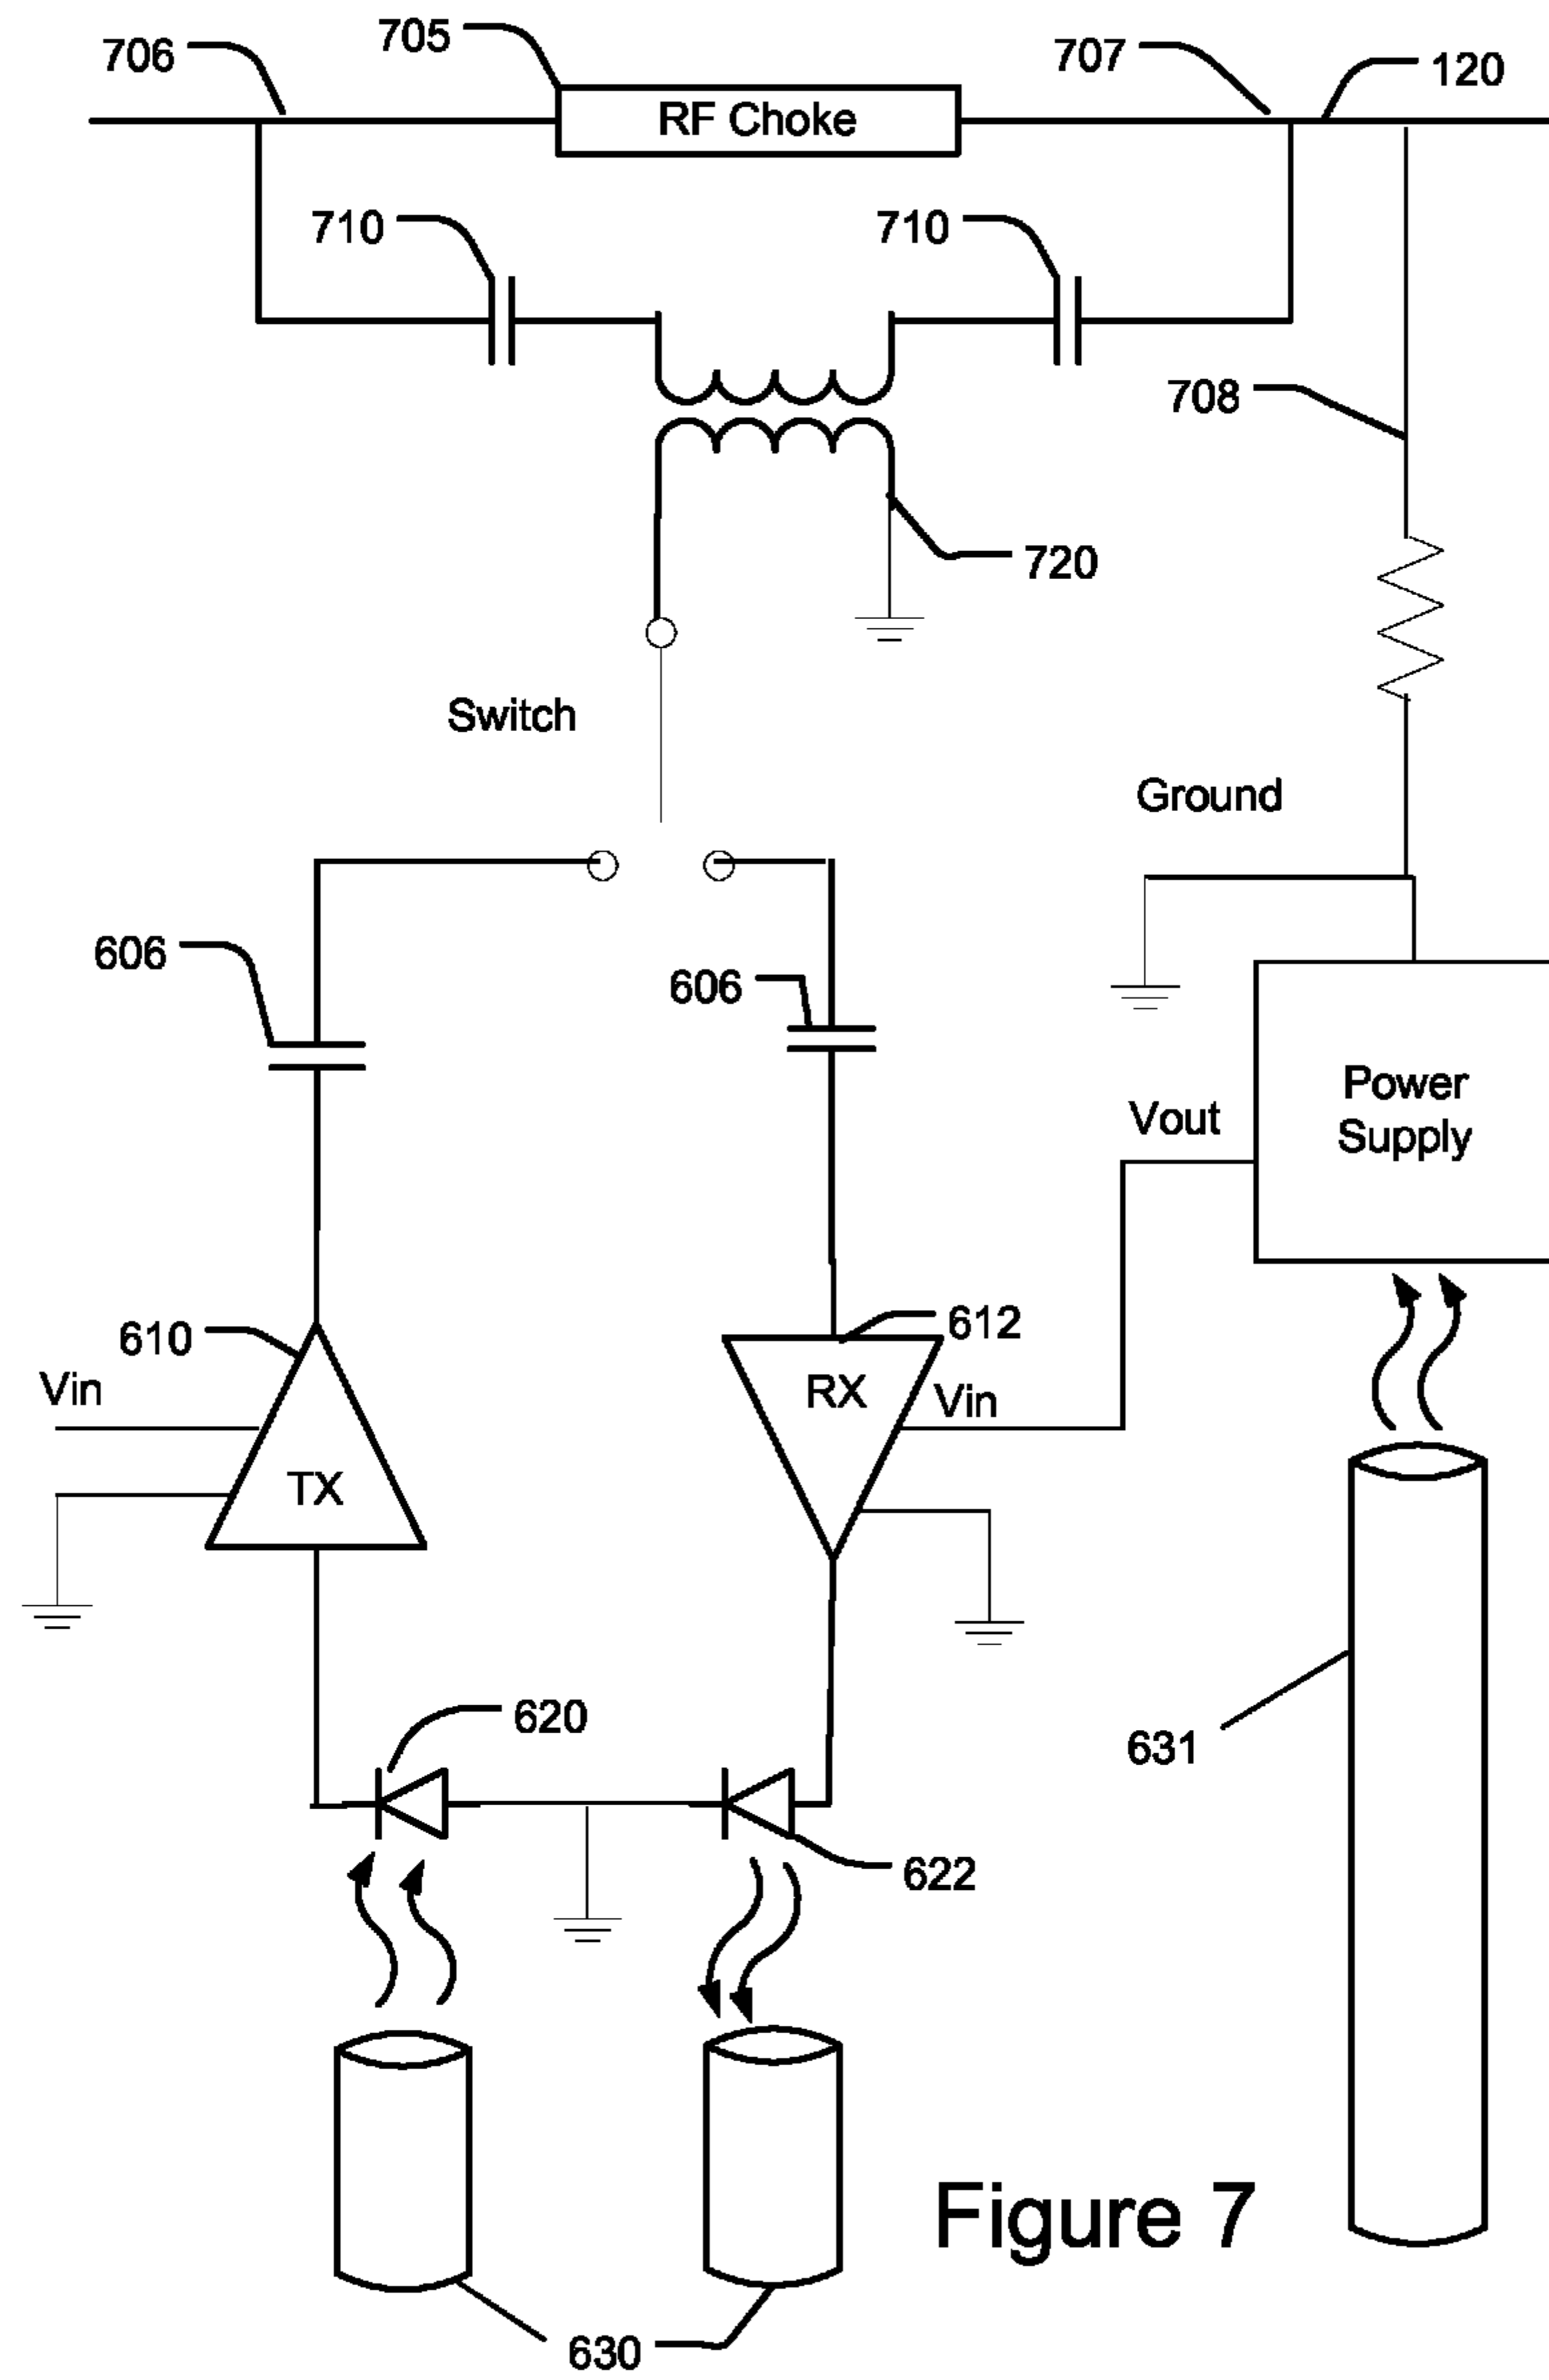 706
705
707
120
RF Choke
710
710
708
720
Switch
Ground
606
606
Power
Supply
Vout
610
612
Vin
RX
Vin
TX
620
631
622
Figure 7
630